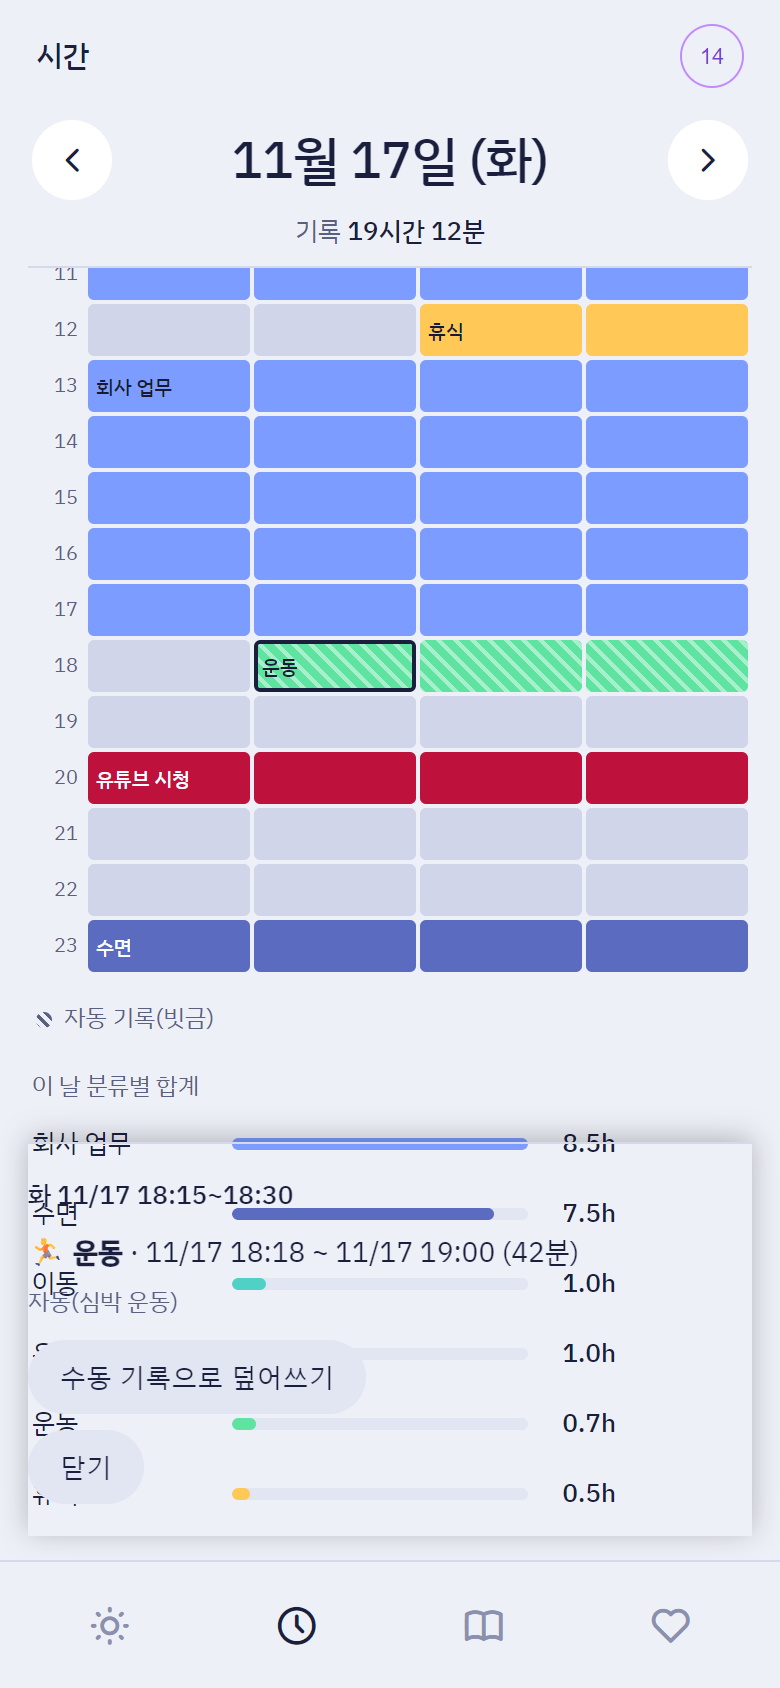 시간
14
11월 17일 (화)
기록 19시간 12분
11
12 휴식
13 회사 업무
14
15
16
17
18 운동
19
20 유튜브 시청
21
22
23 수면
자동 기록(빗금)
이 날 분류별 합계
회사 업무 8.5h
화 11/17 18:15~18:30
수면 7.5h
운동 · 11/17 18:18 ~ 11/17 19:00 (42분)
이동 1.0h
자동(심박 운동)
1.0h
수동 기록으로 덮어쓰기
운동 0.7h
닫기
0.5h